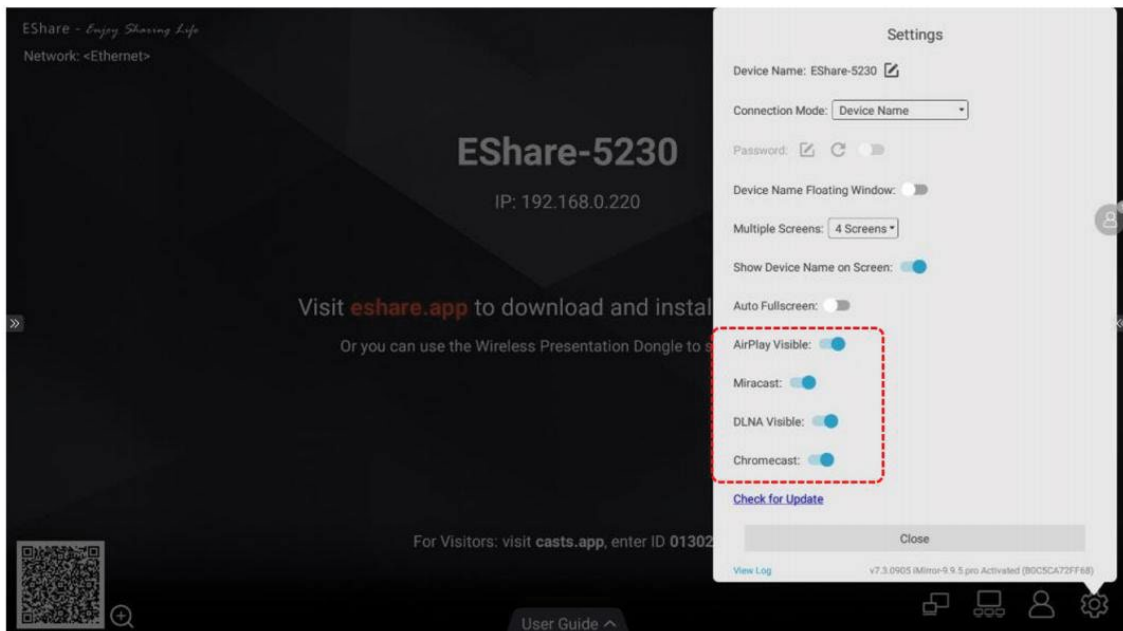 EShare - Enjoy Sharing Life
Network: <Ethernet>
EShare-5230
IP: 192.168.0.220
Visit eshare.app to download and instal
Or you can use the Wireless Presentation Dongle to s
For Visitors: visit casts.app, enter ID 01302
User Guide
Settings
Device Name: EShare-5230
Connection Mode: Device Name
Password:
Device Name Floating Window:
Multiple Screens: 4 Screens
Show Device Name on Screen:
Auto Fullscreen:
AirPlay Visible:
Miracast:
DLNA Visible:
Chromecast:
Check for Update
Close
View Log v7.3.0905 iMirror-9.9.5.pro Activated (B0C5CA72FF68)